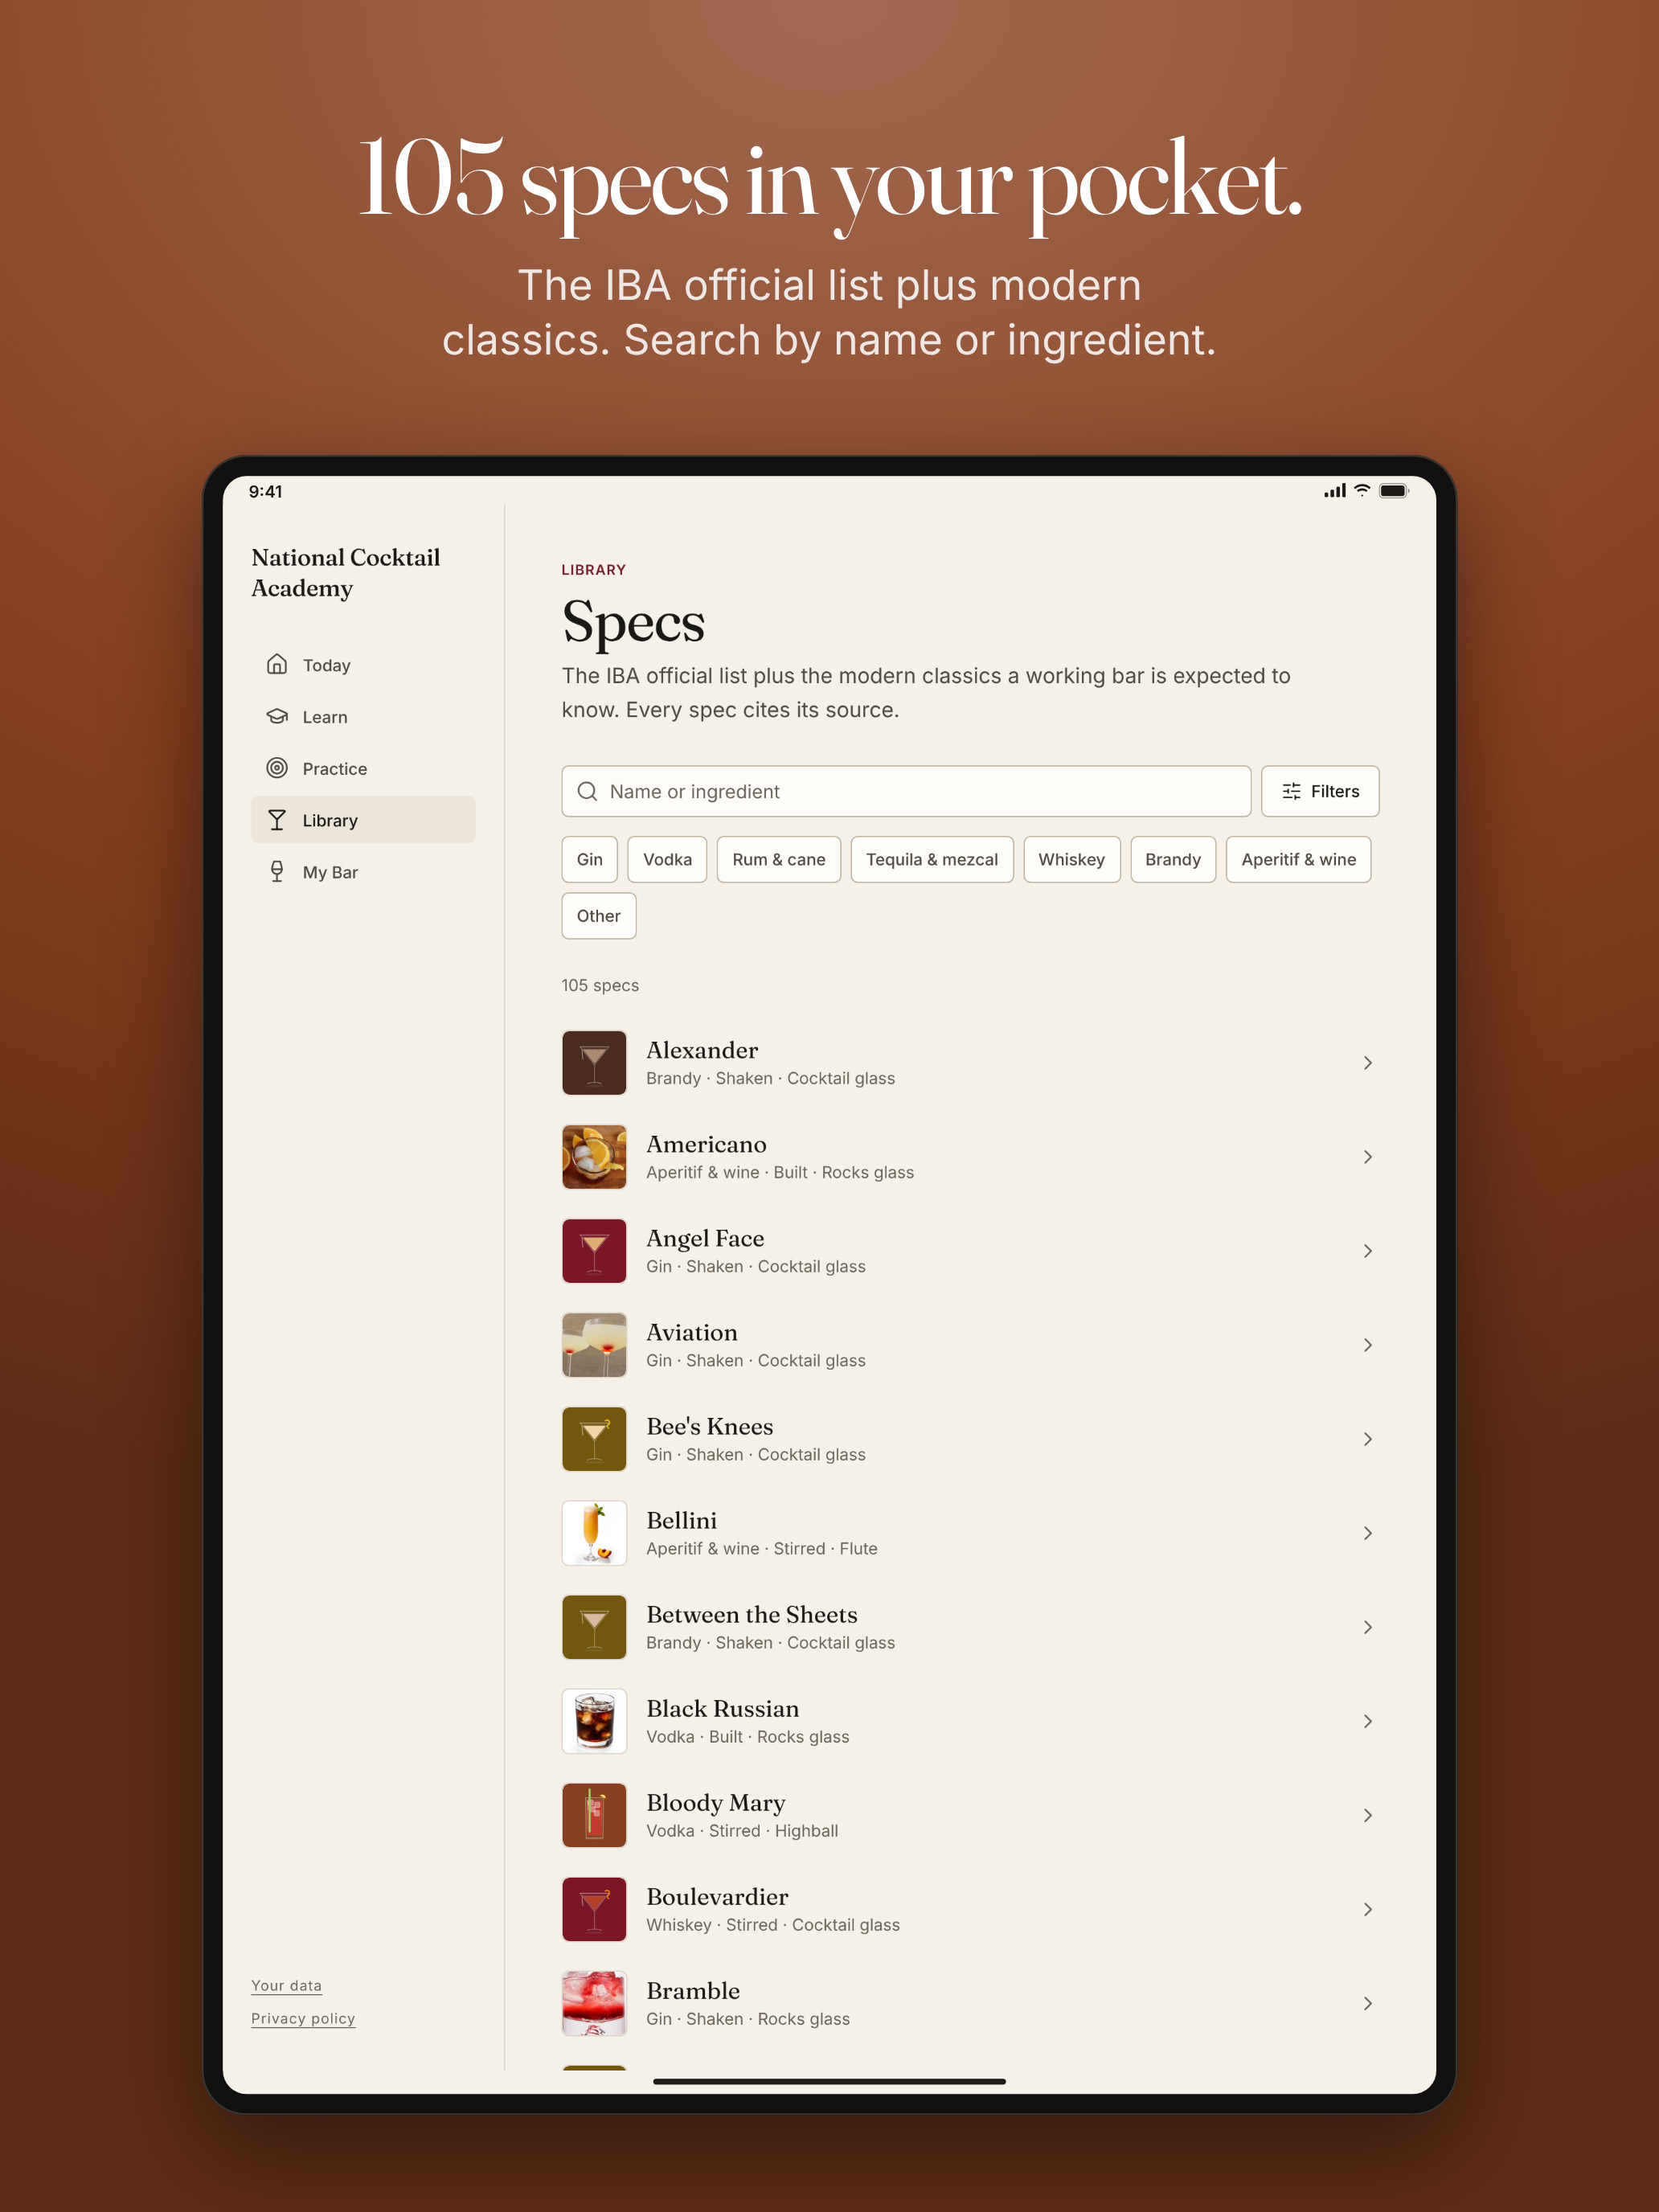 105 specs in your pocket.
The IBA official list plus modern
classics. Search by name or ingredient.
9:41
National Cocktail
Academy
Today
Learn
Practice
Library
My Bar
Your data
Privacy policy
LIBRARY
Specs
The IBA official list plus the modern classics a working bar is expected to
know. Every spec cites its source.
Name or ingredient
Filters
Gin
Vodka
Rum & cane
Tequila & mezcal
Whiskey
Brandy
Aperitif & wine
Other
105 specs
Alexander
Brandy · Shaken · Cocktail glass
Americano
Aperitif & wine · Built · Rocks glass
Angel Face
Gin · Shaken · Cocktail glass
Aviation
Gin · Shaken · Cocktail glass
Bee's Knees
Gin · Shaken · Cocktail glass
Bellini
Aperitif & wine · Stirred · Flute
Between the Sheets
Brandy · Shaken · Cocktail glass
Black Russian
Vodka · Built · Rocks glass
Bloody Mary
Vodka · Stirred · Highball
Boulevardier
Whiskey · Stirred · Cocktail glass
Bramble
Gin · Shaken · Rocks glass